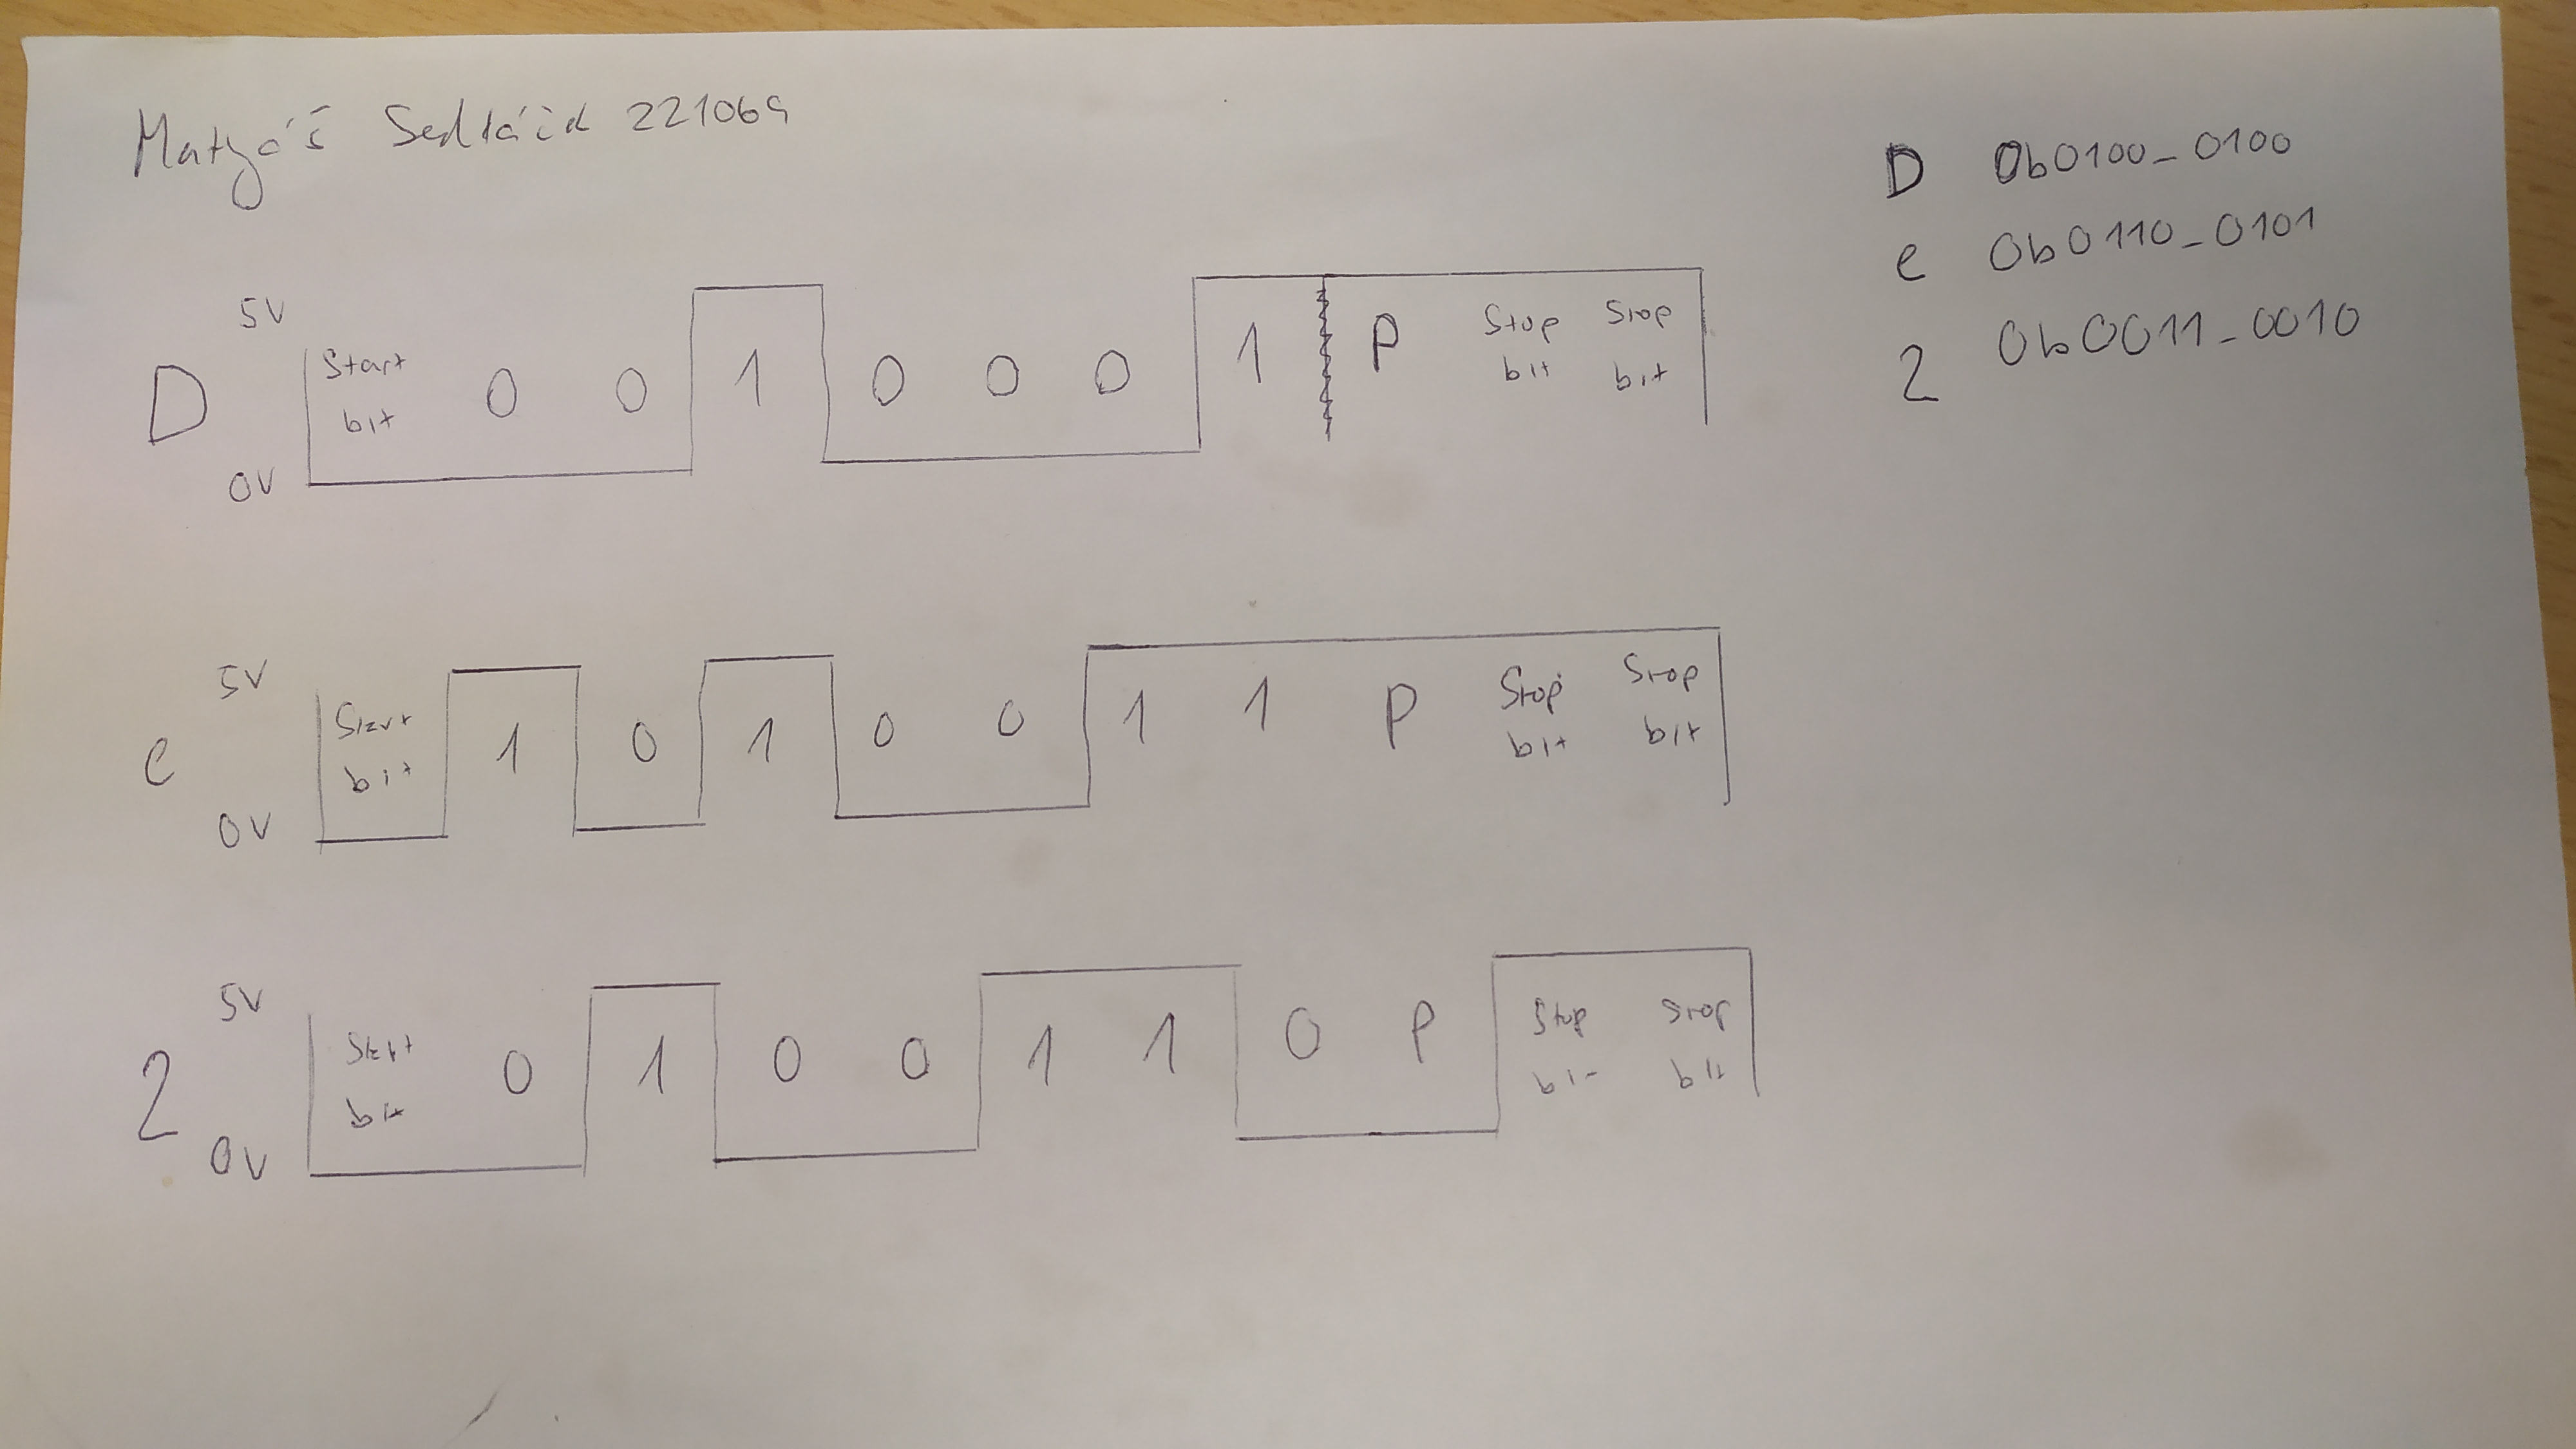 Matyáš 221069
D 0b0100_0100
e 0b0110_0101
2 0b0011_0010
5V
D
0V
Start bit 0 0 1 0 0 0 1 P Stop bit Stop bit
5V
e
0V
Start bit 1 0 1 0 0 1 1 P Stop bit Stop bit
5V
2
0V
Start bit 0 1 0 0 1 1 0 P Stop bit Stop bit